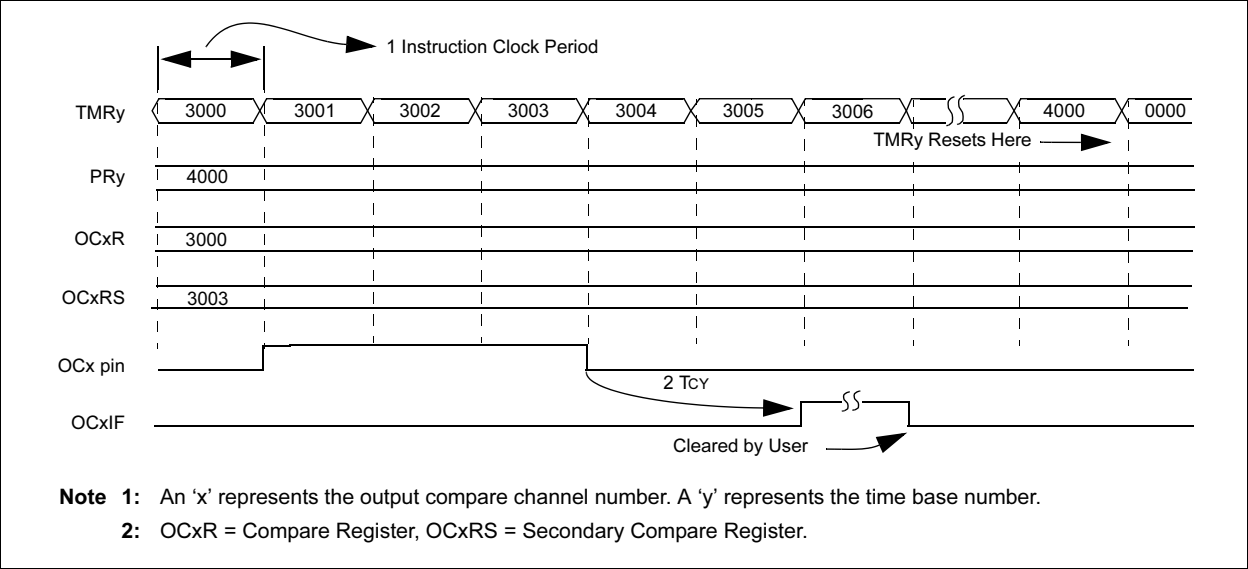 1 Instruction Clock Period
TMRy 3000 3001 3002 3003 3004 3005 3006 4000 0000
TMRy Resets Here
PRy 4000
OCxR 3000
OCxRS 3003
OCx pin
2 TCY
OCxIF
Cleared by User
Note 1: An ‘x’ represents the output compare channel number. A ‘y’ represents the time base number.
2: OCxR = Compare Register, OCxRS = Secondary Compare Register.